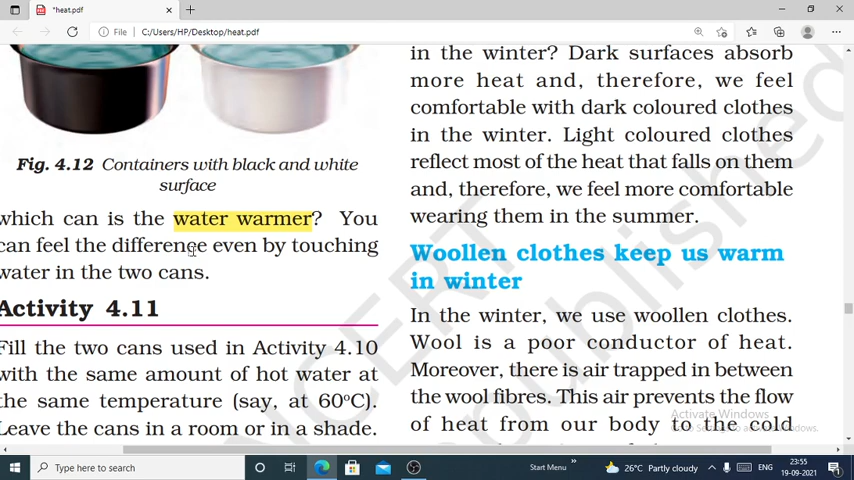 *heat.pdf
File
C:/Users/HP/Desktop/heat.pdf
Fig. 4.12 Containers with black and white
surface
which can is the water warmer? You
can feel the difference even by touching
water in the two cans.
Activity 4.11
Fill the two cans used in Activity 4.10
with the same amount of hot water at
the same temperature (say, at 60°C).
Leave the cans in a room or in a shade.
in the winter? Dark surfaces absorb
more heat and, therefore, we feel
comfortable with dark coloured clothes
in the winter. Light coloured clothes
reflect most of the heat that falls on them
and, therefore, we feel more comfortable
wearing them in the summer.
Woollen clothes keep us warm
in winter
In the winter, we use woollen clothes.
Wool is a poor conductor of heat.
Moreover, there is air trapped in between
the wool fibres. This air prevents the flow
of heat from our body to the cold
NCERT
published
Activate Windows
Type here to search
Start Menu
26°C Partly cloudy
ENG
23:55
19-09-2021